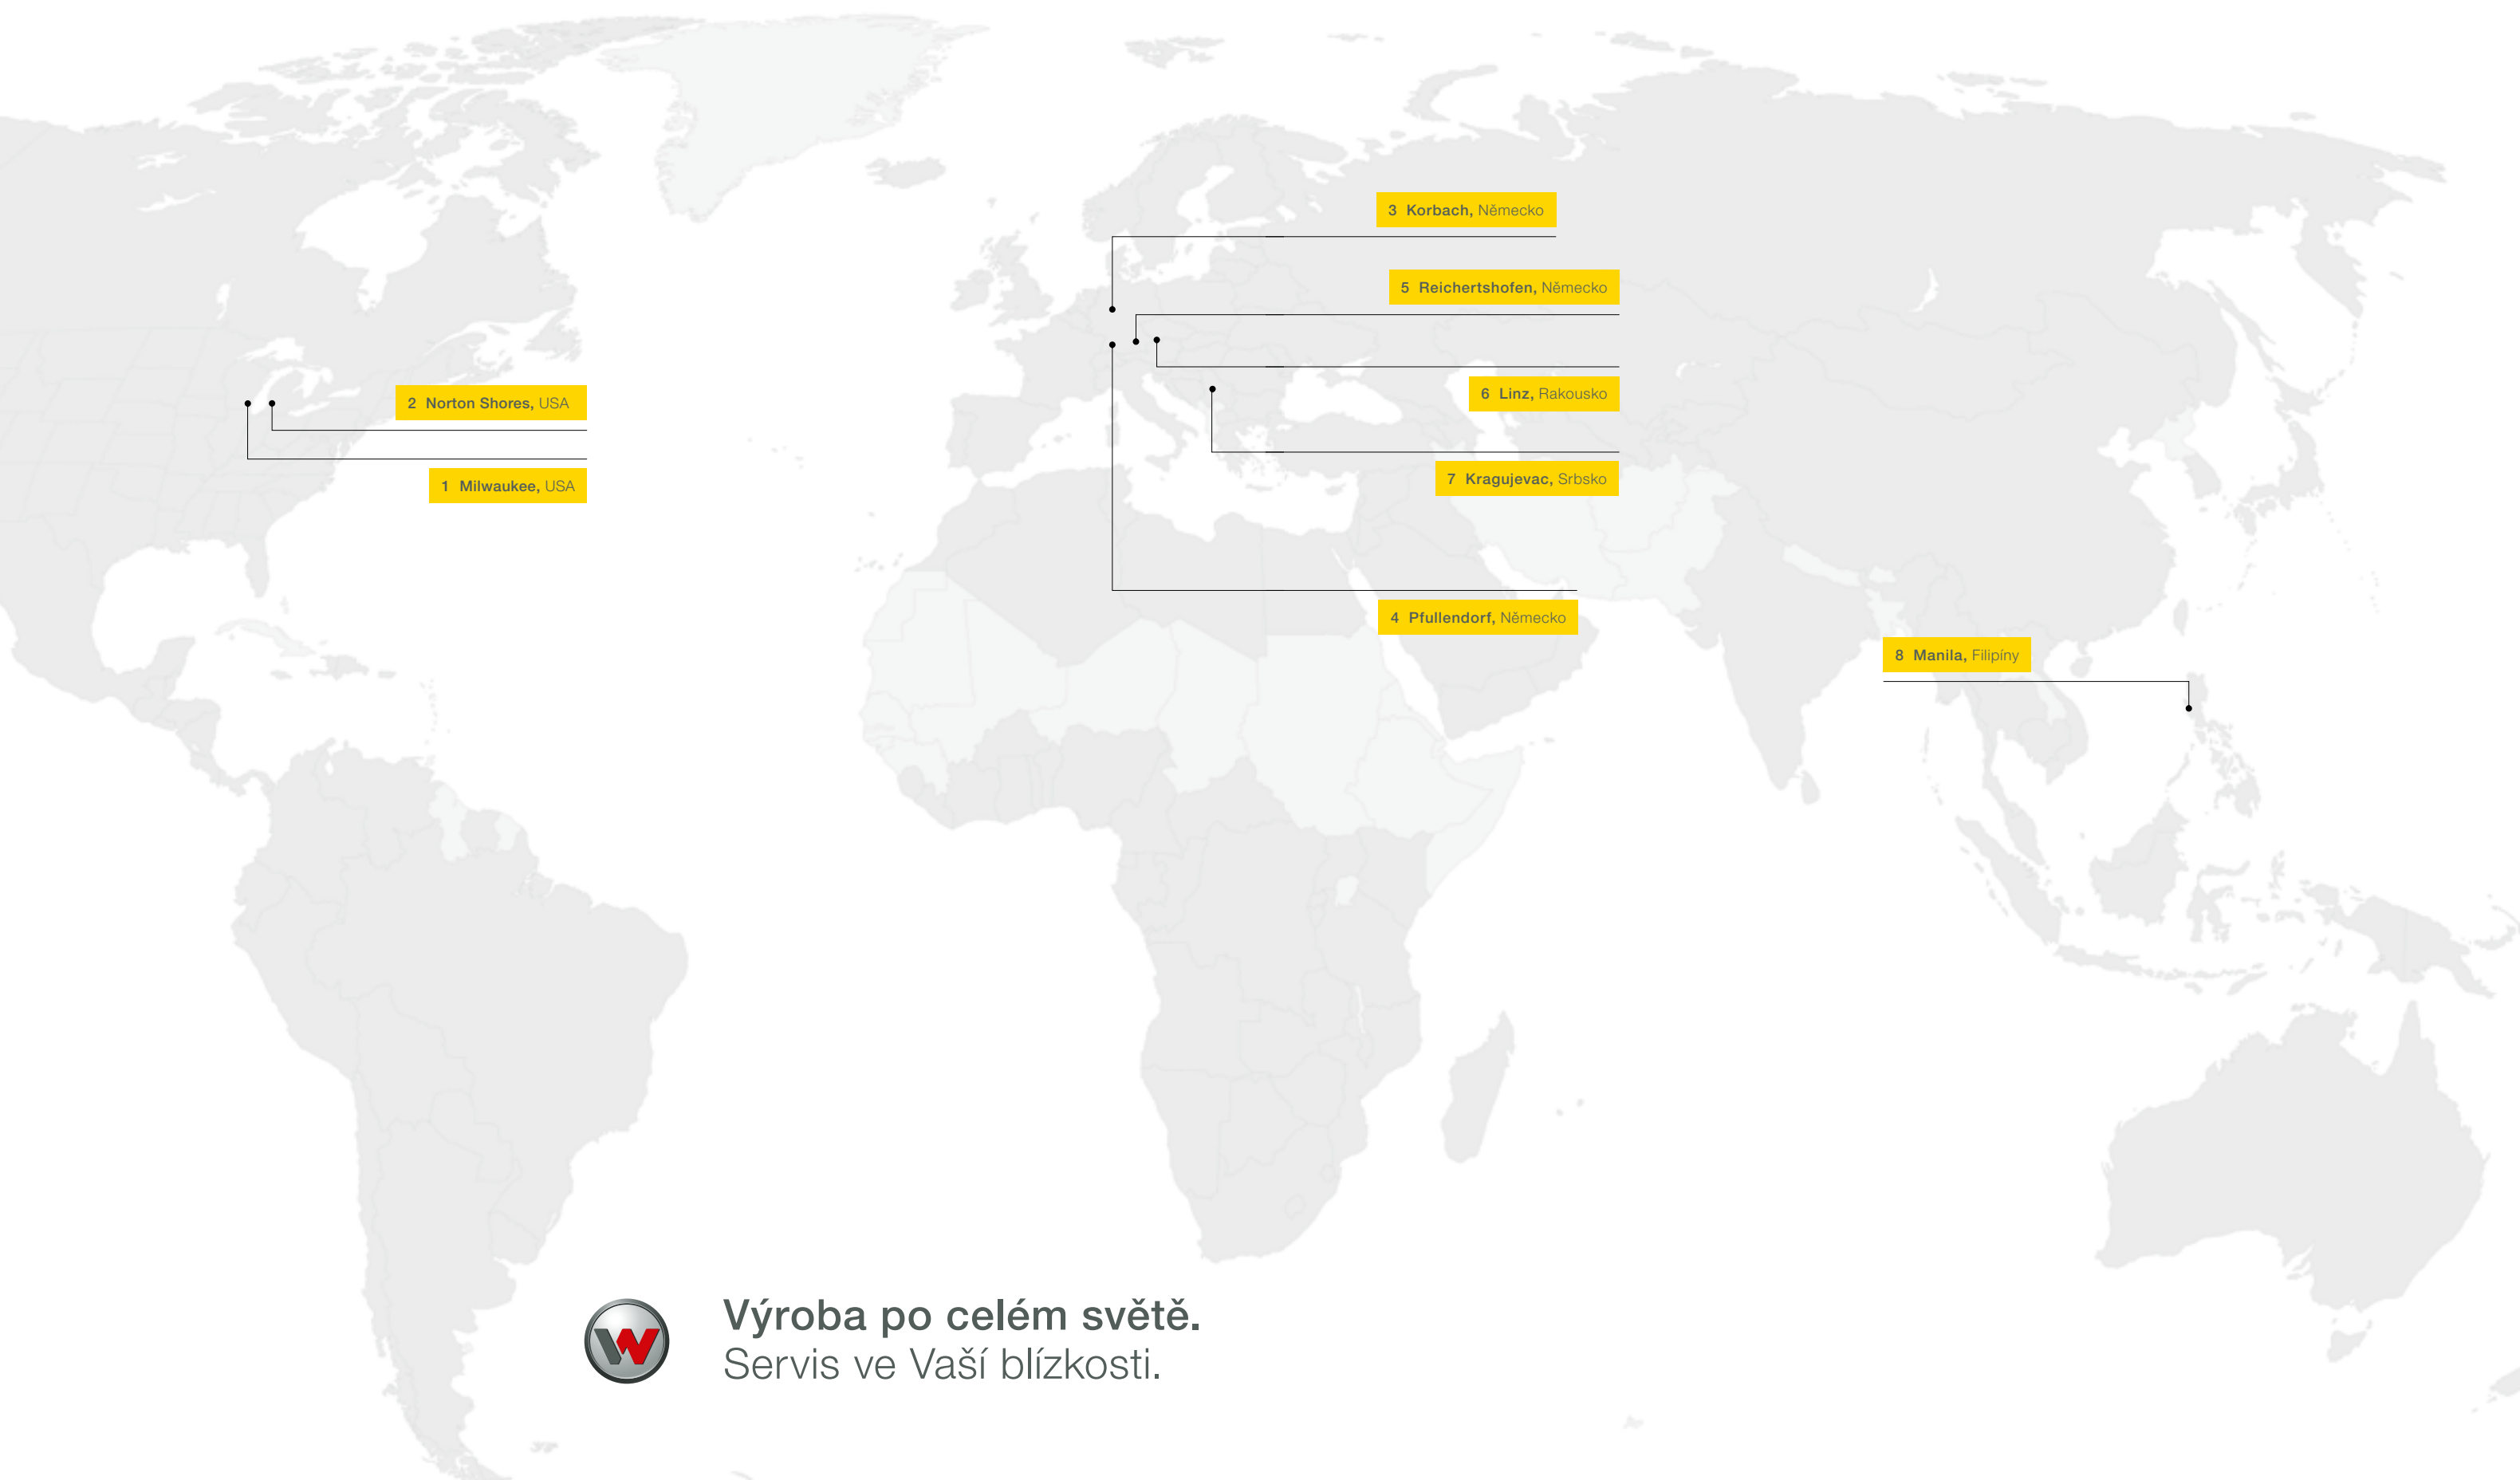 3 Korbach, Německo
5 Reichertshofen, Německo
6 Linz, Rakousko
2 Norton Shores, USA
7 Kragujevac, Srbsko
1 Milwaukee, USA
4 Pfullendorf, Německo
8 Manila, Filipíny
Výroba po celém světě.
Servis ve Vaší blízkosti.